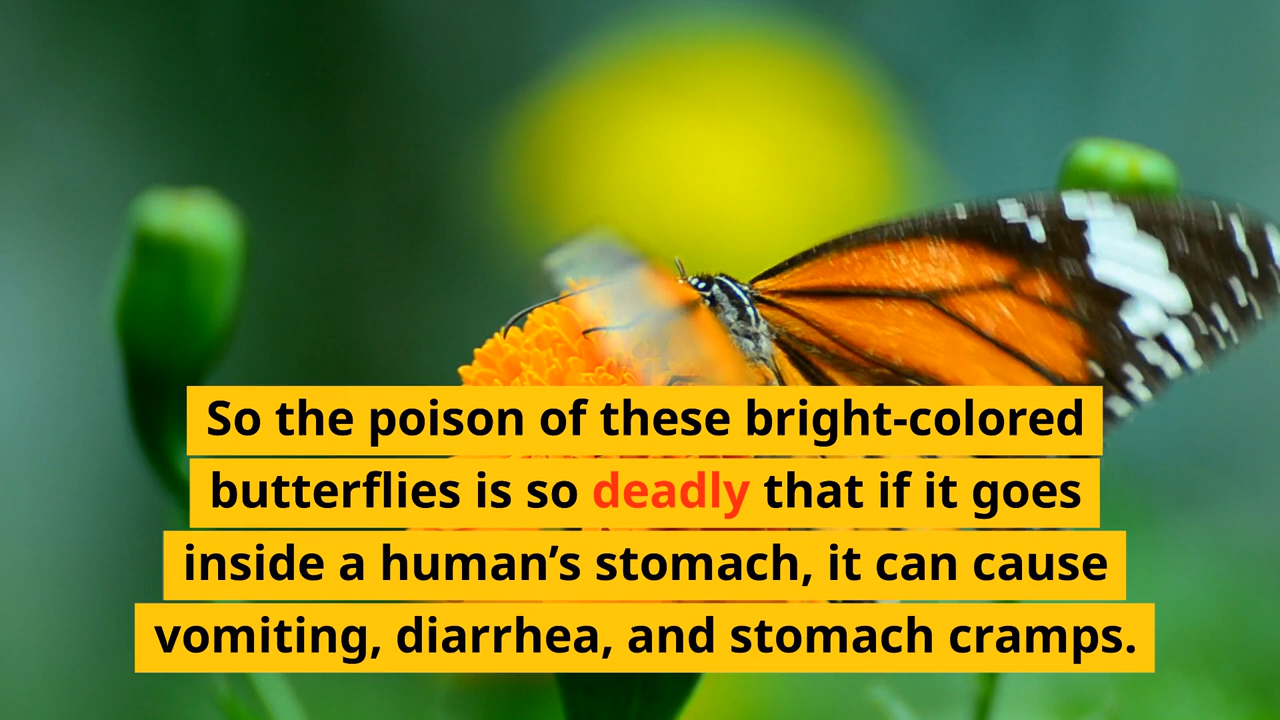 So the poison of these bright-colored
butterflies is so deadly that if it goes
inside a human’s stomach, it can cause
vomiting, diarrhea, and stomach cramps.